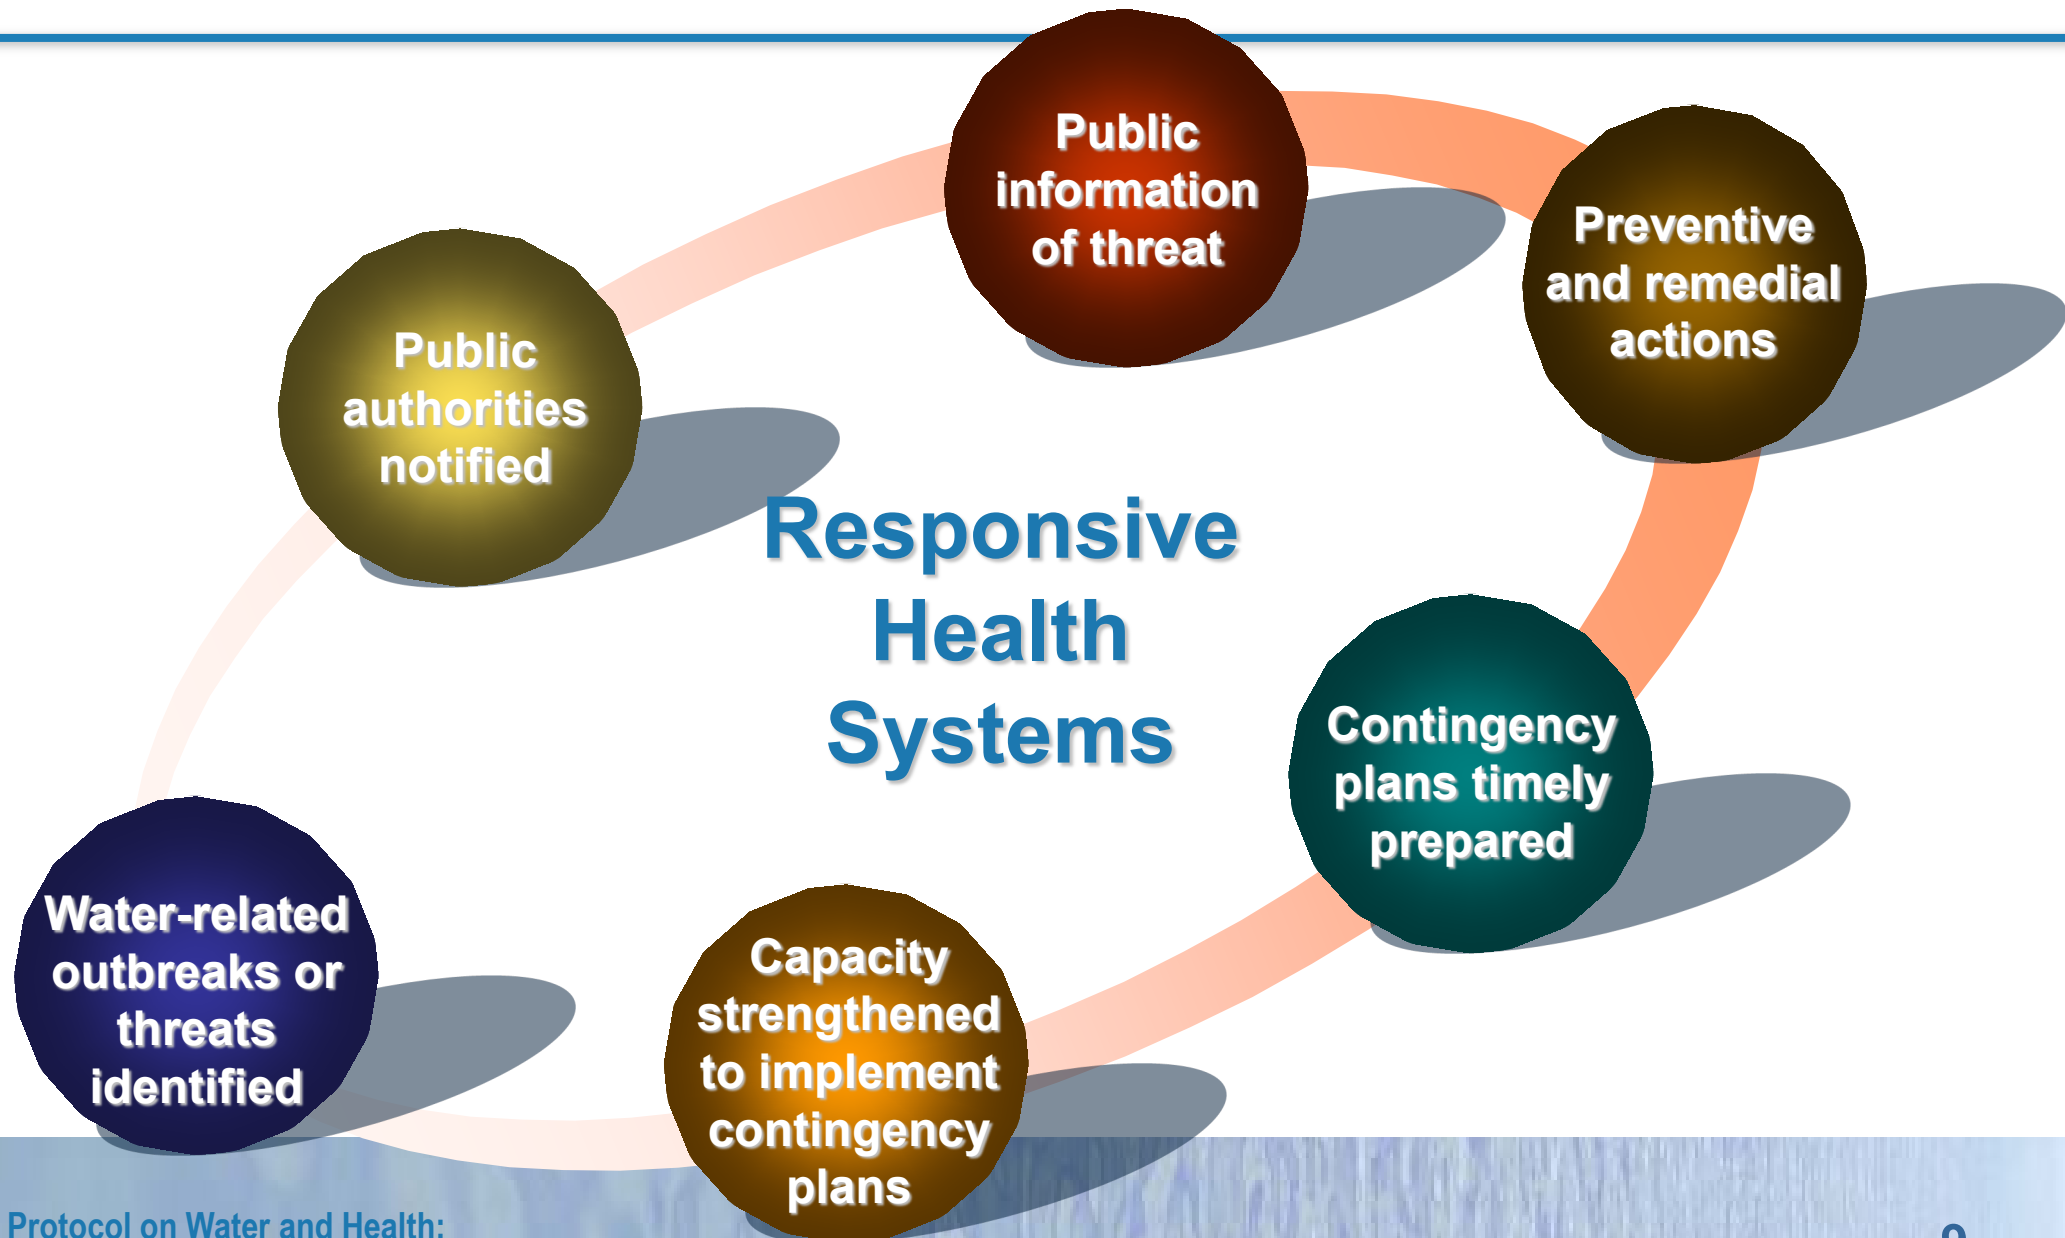 Public
information
of threat
Preventive
and remedial
actions
Public
authorities
notified
Responsive
Health
Systems
Contingency
plans timely
prepared
Water-related
outbreaks or
threats
identified
Capacity
strengthened
to implement
contingency
plans
Protocol on Water and Health: